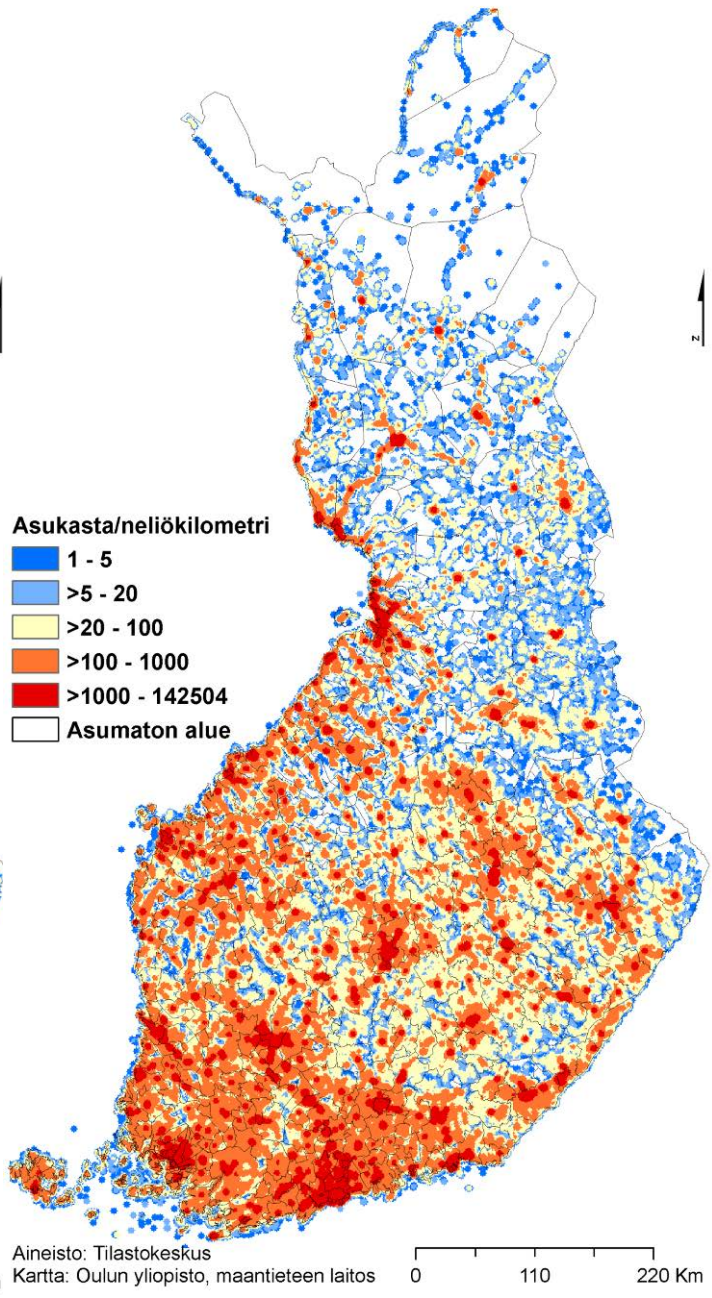 z
Asukasta/neliökilometri
1 - 5
>5 - 20
>20 - 100
>100 - 1000
>1000 - 142504
Asumaton alue
Aineisto: Tilastokeskus
Kartta: Oulun yliopisto, maantieteen laitos
0 110 220 Km